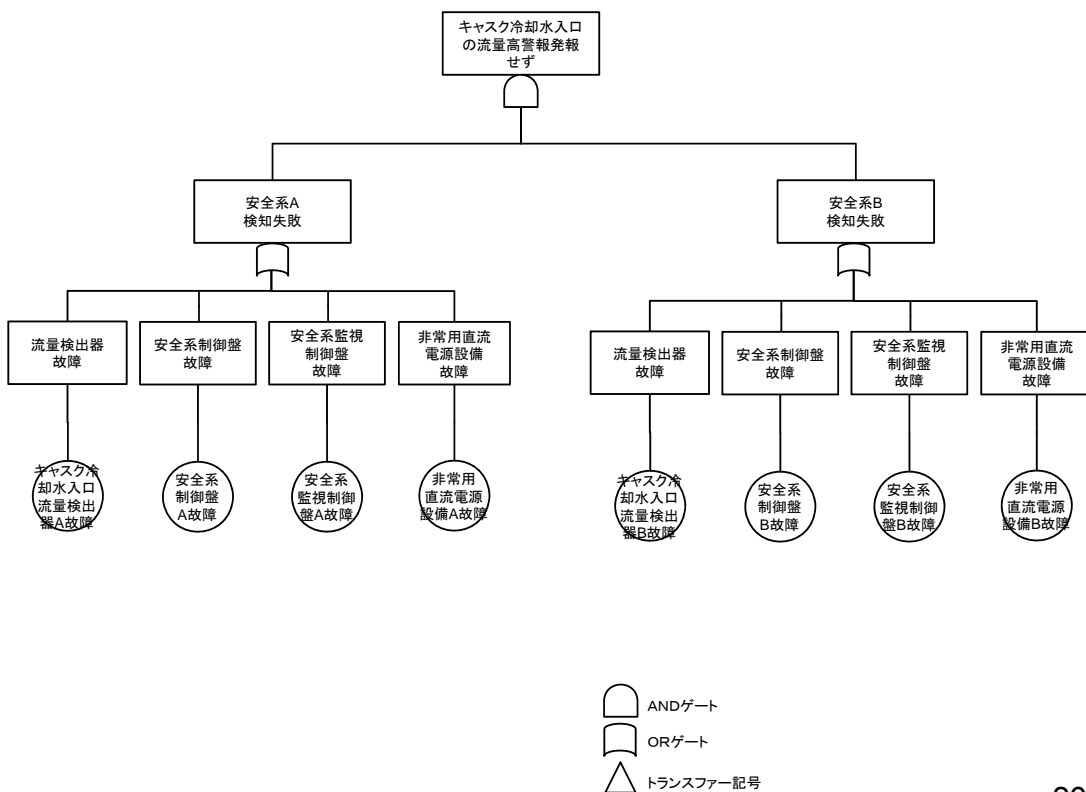 キャスク冷却水入口
の流量高警報発報
せず
安全系A
検知失敗
安全系B
検知失敗
流量検出器
故障
安全系制御盤
故障
安全系監視
制御盤
故障
非常用直流
電源設備
故障
流量検出器
故障
安全系制御盤
故障
安全系監視
制御盤
故障
非常用直流
電源設備
故障
キャスク冷
却水入口
流量検出
器A故障
安全系
制御盤
A故障
安全系
監視制御
盤A故障
非常用
直流電源
設備A故障
キャスク冷
却水入口
流量検出
器B故障
安全系
制御盤
B故障
安全系
監視制御
盤B故障
非常用
直流電源
設備B故障
ANDゲート
ORゲート
トランスファー記号